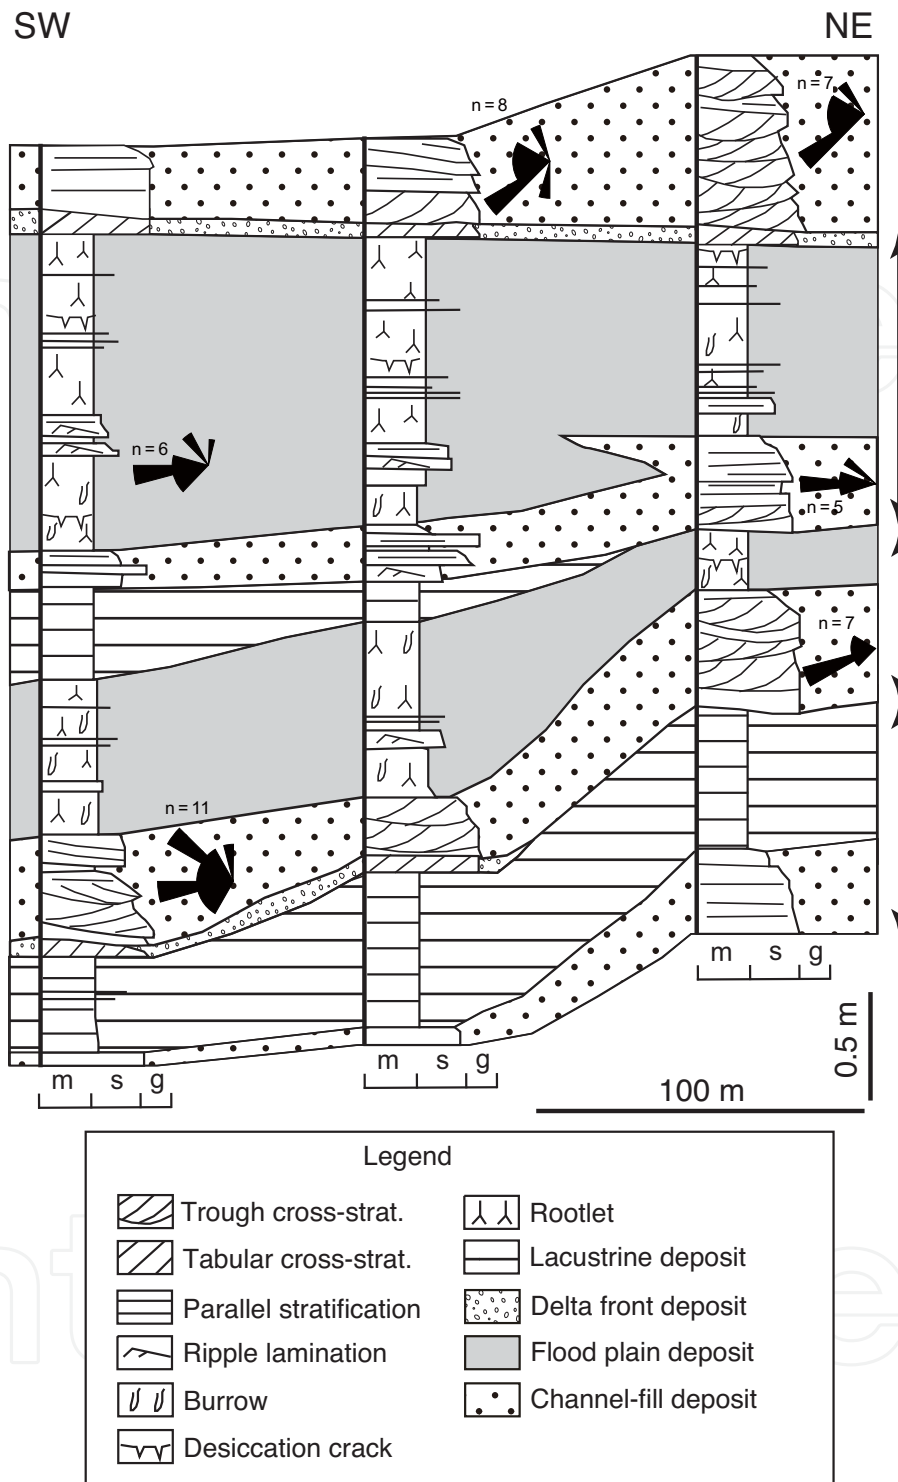 SW NE
n=7
n=8
n=6
n=5
n=7
n=11
m s g
m s g
m s g
0.5 m
100 m
Legend
Trough cross-strat.
Tabular cross-strat.
Parallel stratification
Ripple lamination
Burrow
Desiccation crack
Rootlet
Lacustrine deposit
Delta front deposit
Flood plain deposit
Channel-fill deposit